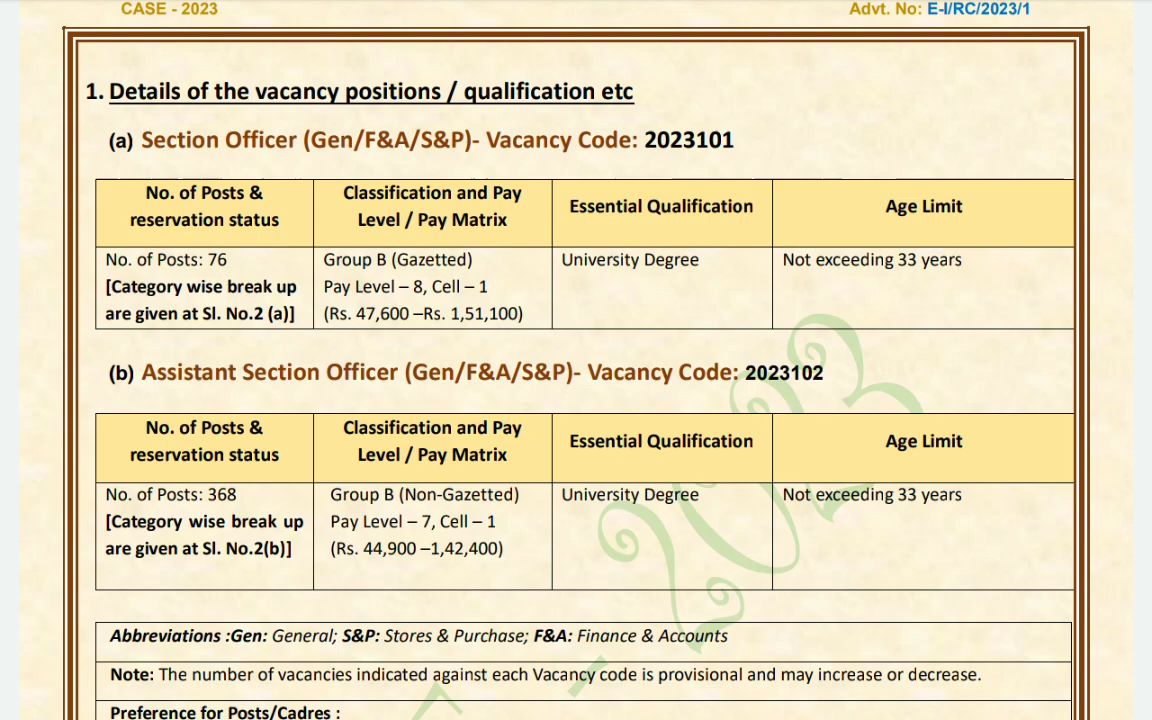 CASE - 2023 Advt. No: E-I/RC/2023/1
1. Details of the vacancy positions / qualification etc
(a) Section Officer (Gen/F&A/S&P)- Vacancy Code: 2023101
No. of Posts & reservation status
Classification and Pay Level / Pay Matrix
Essential Qualification
Age Limit
No. of Posts: 76
[Category wise break up
are given at Sl. No.2 (a)]
Group B (Gazetted)
Pay Level – 8, Cell – 1
(Rs. 47,600 –Rs. 1,51,100)
University Degree
Not exceeding 33 years
(b) Assistant Section Officer (Gen/F&A/S&P)- Vacancy Code: 2023102
No. of Posts & reservation status
Classification and Pay Level / Pay Matrix
Essential Qualification
Age Limit
No. of Posts: 368
[Category wise break up
are given at Sl. No.2(b)]
Group B (Non-Gazetted)
Pay Level – 7, Cell – 1
(Rs. 44,900 –1,42,400)
University Degree
Not exceeding 33 years
Abbreviations :Gen: General; S&P: Stores & Purchase; F&A: Finance & Accounts
Note: The number of vacancies indicated against each Vacancy code is provisional and may increase or decrease.
Preference for Posts/Cadres :